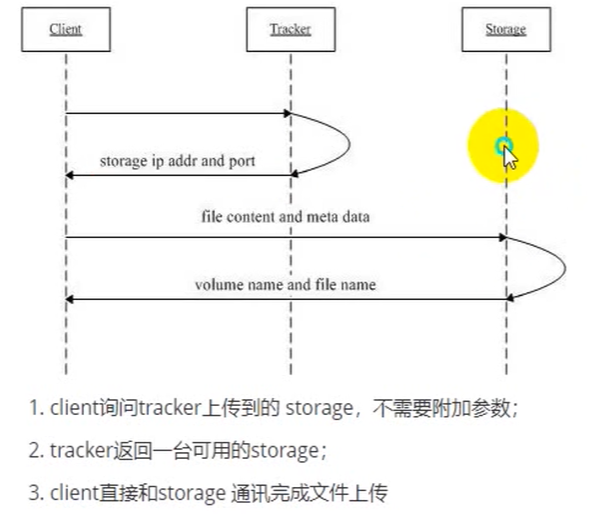 Client Tracker Storage
storage ip addr and port
file content and meta data
volume name and file name
1. client询问tracker上传到的 storage，不需要附加参数；
2. tracker返回一台可用的storage；
3. client直接和storage 通讯完成文件上传